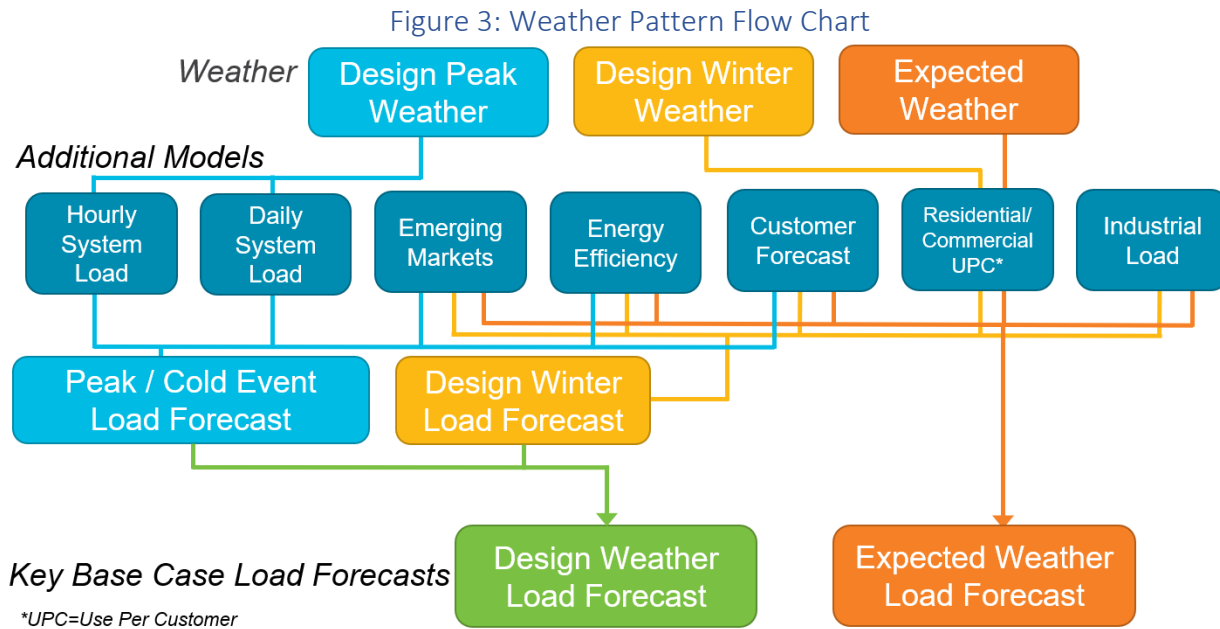 Figure 3: Weather Pattern Flow Chart
Weather
Design Peak
Weather
Design Winter
Weather
Expected
Weather
Additional Models
Hourly
System
Load
Daily
System
Load
Emerging
Markets
Energy
Efficiency
Customer
Forecast
Residential/
Commercial
UPC*
Industrial
Load
Peak / Cold Event
Load Forecast
Design Winter
Load Forecast
Key Base Case Load Forecasts
Design Weather
Load Forecast
Expected Weather
Load Forecast
*UPC=Use Per Customer